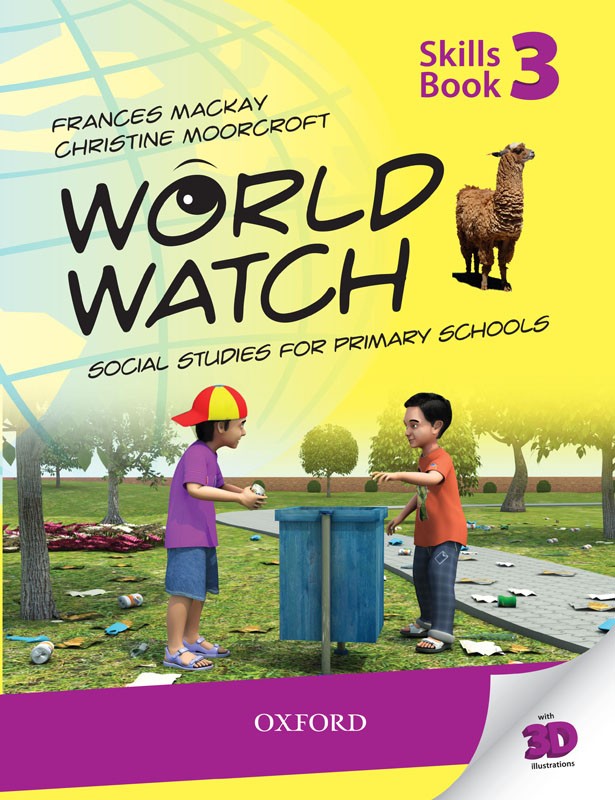 Skills
Book 3
FRANCES MACKAY
CHRISTINE MOORCROFT
WORLD
WATCH
SOCIAL STUDIES FOR PRIMARY SCHOOLS
OXFORD
with
3D
illustrations